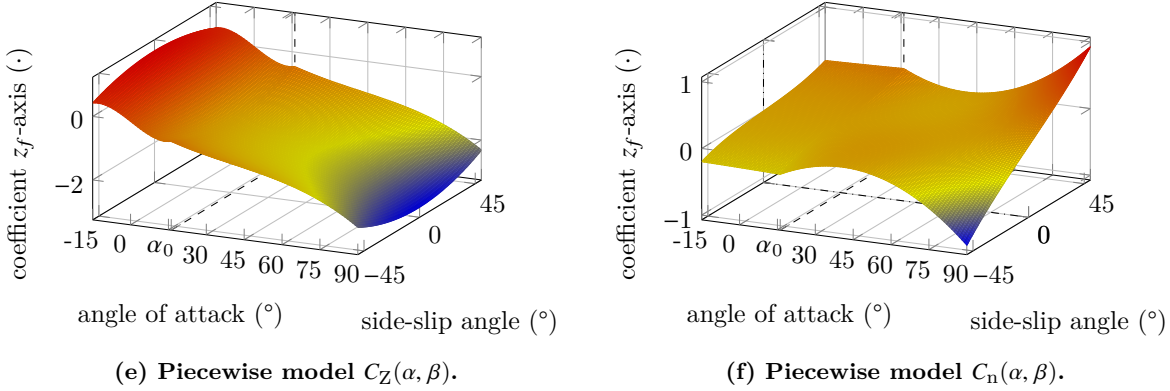 coefficient z_f-axis (·)
0
−2
-15 0 α₀ 30 45 60 75 90
−45
0
45
angle of attack (°)
side-slip angle (°)
(e) Piecewise model C_Z(α, β).
coefficient z_f-axis (·)
1
0
−1
-15 0 α₀ 30 45 60 75 90
−45
0
45
angle of attack (°)
side-slip angle (°)
(f) Piecewise model C_n(α, β).